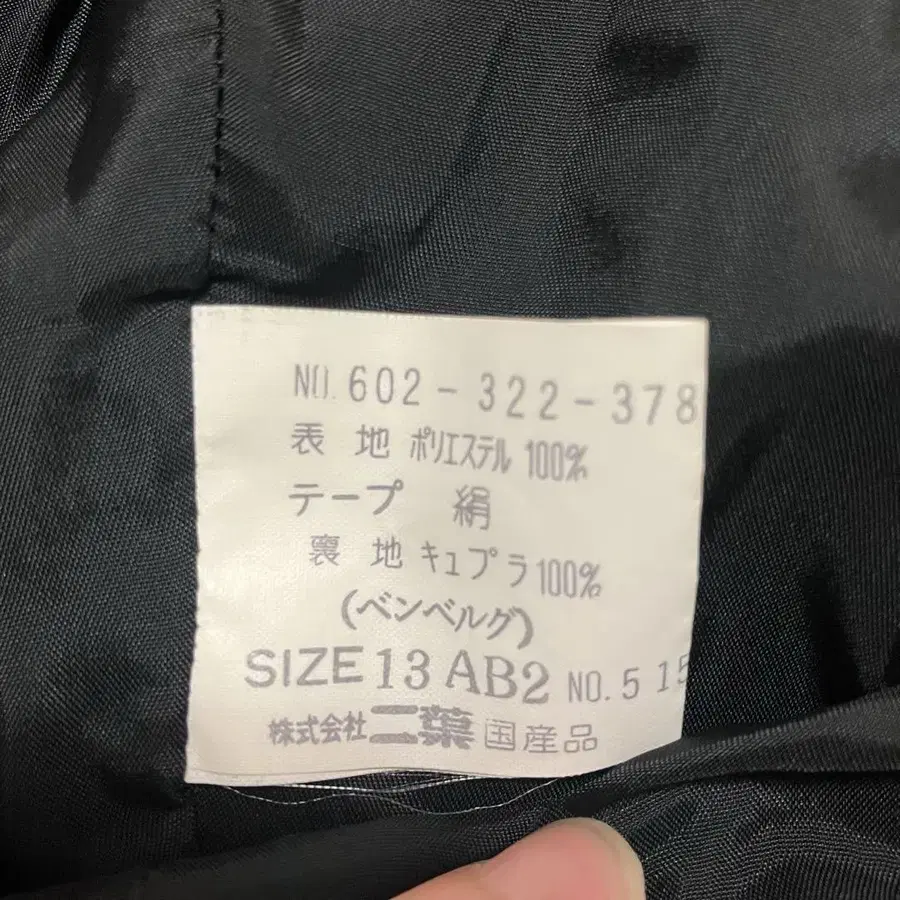 NO. 602-322-378
表地 ポリエステル 100%
テープ 絹
裏地 キュプラ 100%
(ベンベルグ)
SIZE 13 AB2 NO. 5 15
株式会社 二葉 国産品